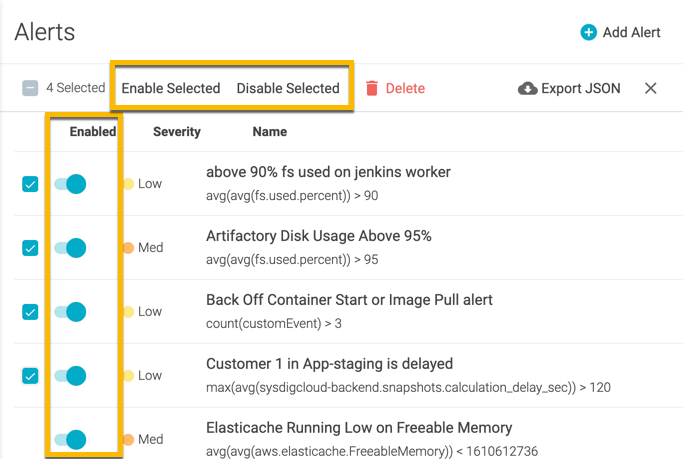 Alerts
Add Alert
4 Selected Enable Selected Disable Selected Delete Export JSON
Enabled Severity Name
above 90% fs used on jenkins worker
Low
avg(avg(fs.used.percent)) > 90
Artifactory Disk Usage Above 95%
Med
avg(avg(fs.used.percent)) > 95
Back Off Container Start or Image Pull alert
Low
count(customEvent) > 3
Customer 1 in App-staging is delayed
Low
max(avg(sysdigcloud-backend.snapshots.calculation_delay_sec)) > 120
Elasticache Running Low on Freeable Memory
Med
avg(avg(aws.elasticache.FreeableMemory)) < 1610612736